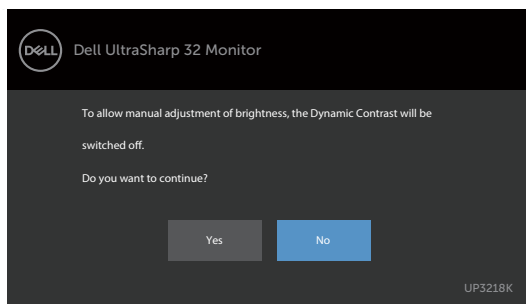 DELL
Dell UltraSharp 32 Monitor
To allow manual adjustment of brightness, the Dynamic Contrast will be
switched off.
Do you want to continue?
Yes
No
UP3218K